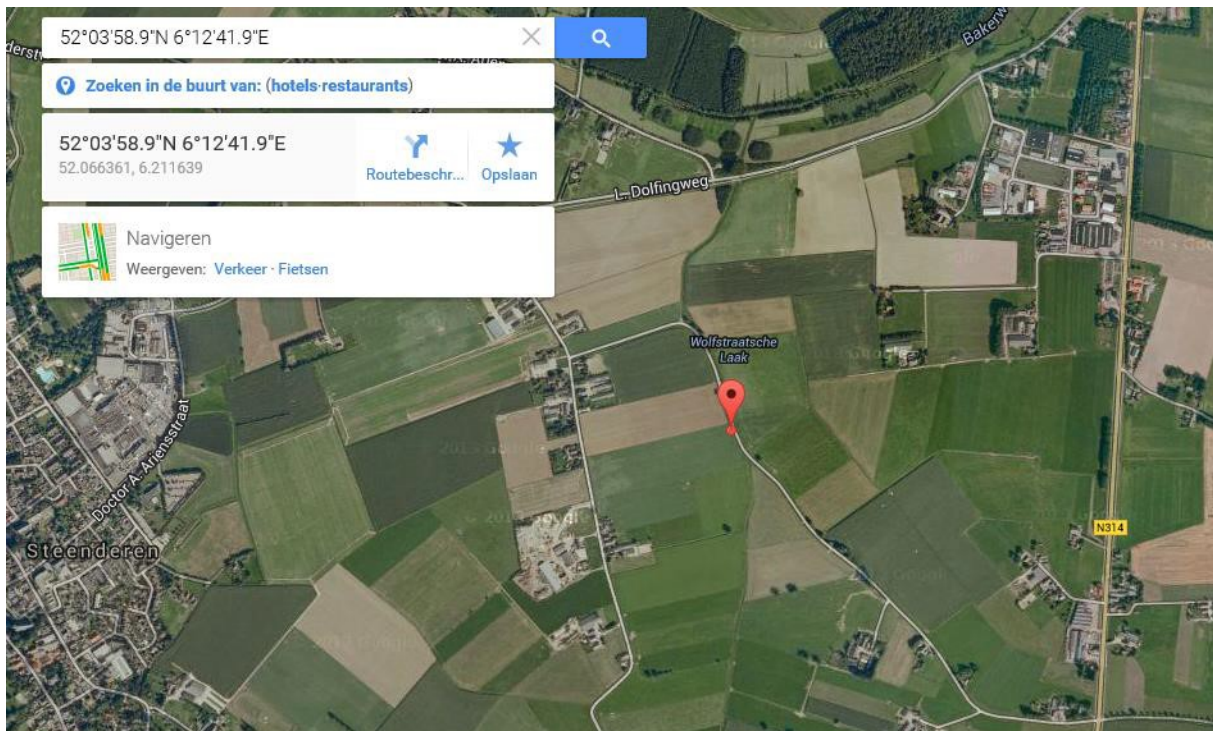 52°03'58.9"N 6°12'41.9"E
Zoeken in de buurt van: (hotels·restaurants)
52°03'58.9"N 6°12'41.9"E
52.066361, 6.211639
Routebeschr...
Opslaan
Navigeren
Weergeven: Verkeer · Fietsen
L. Dolfingweg
Wolfstraatsche
Laak
Doctor A. Ariensstraat
Steenderen
N314